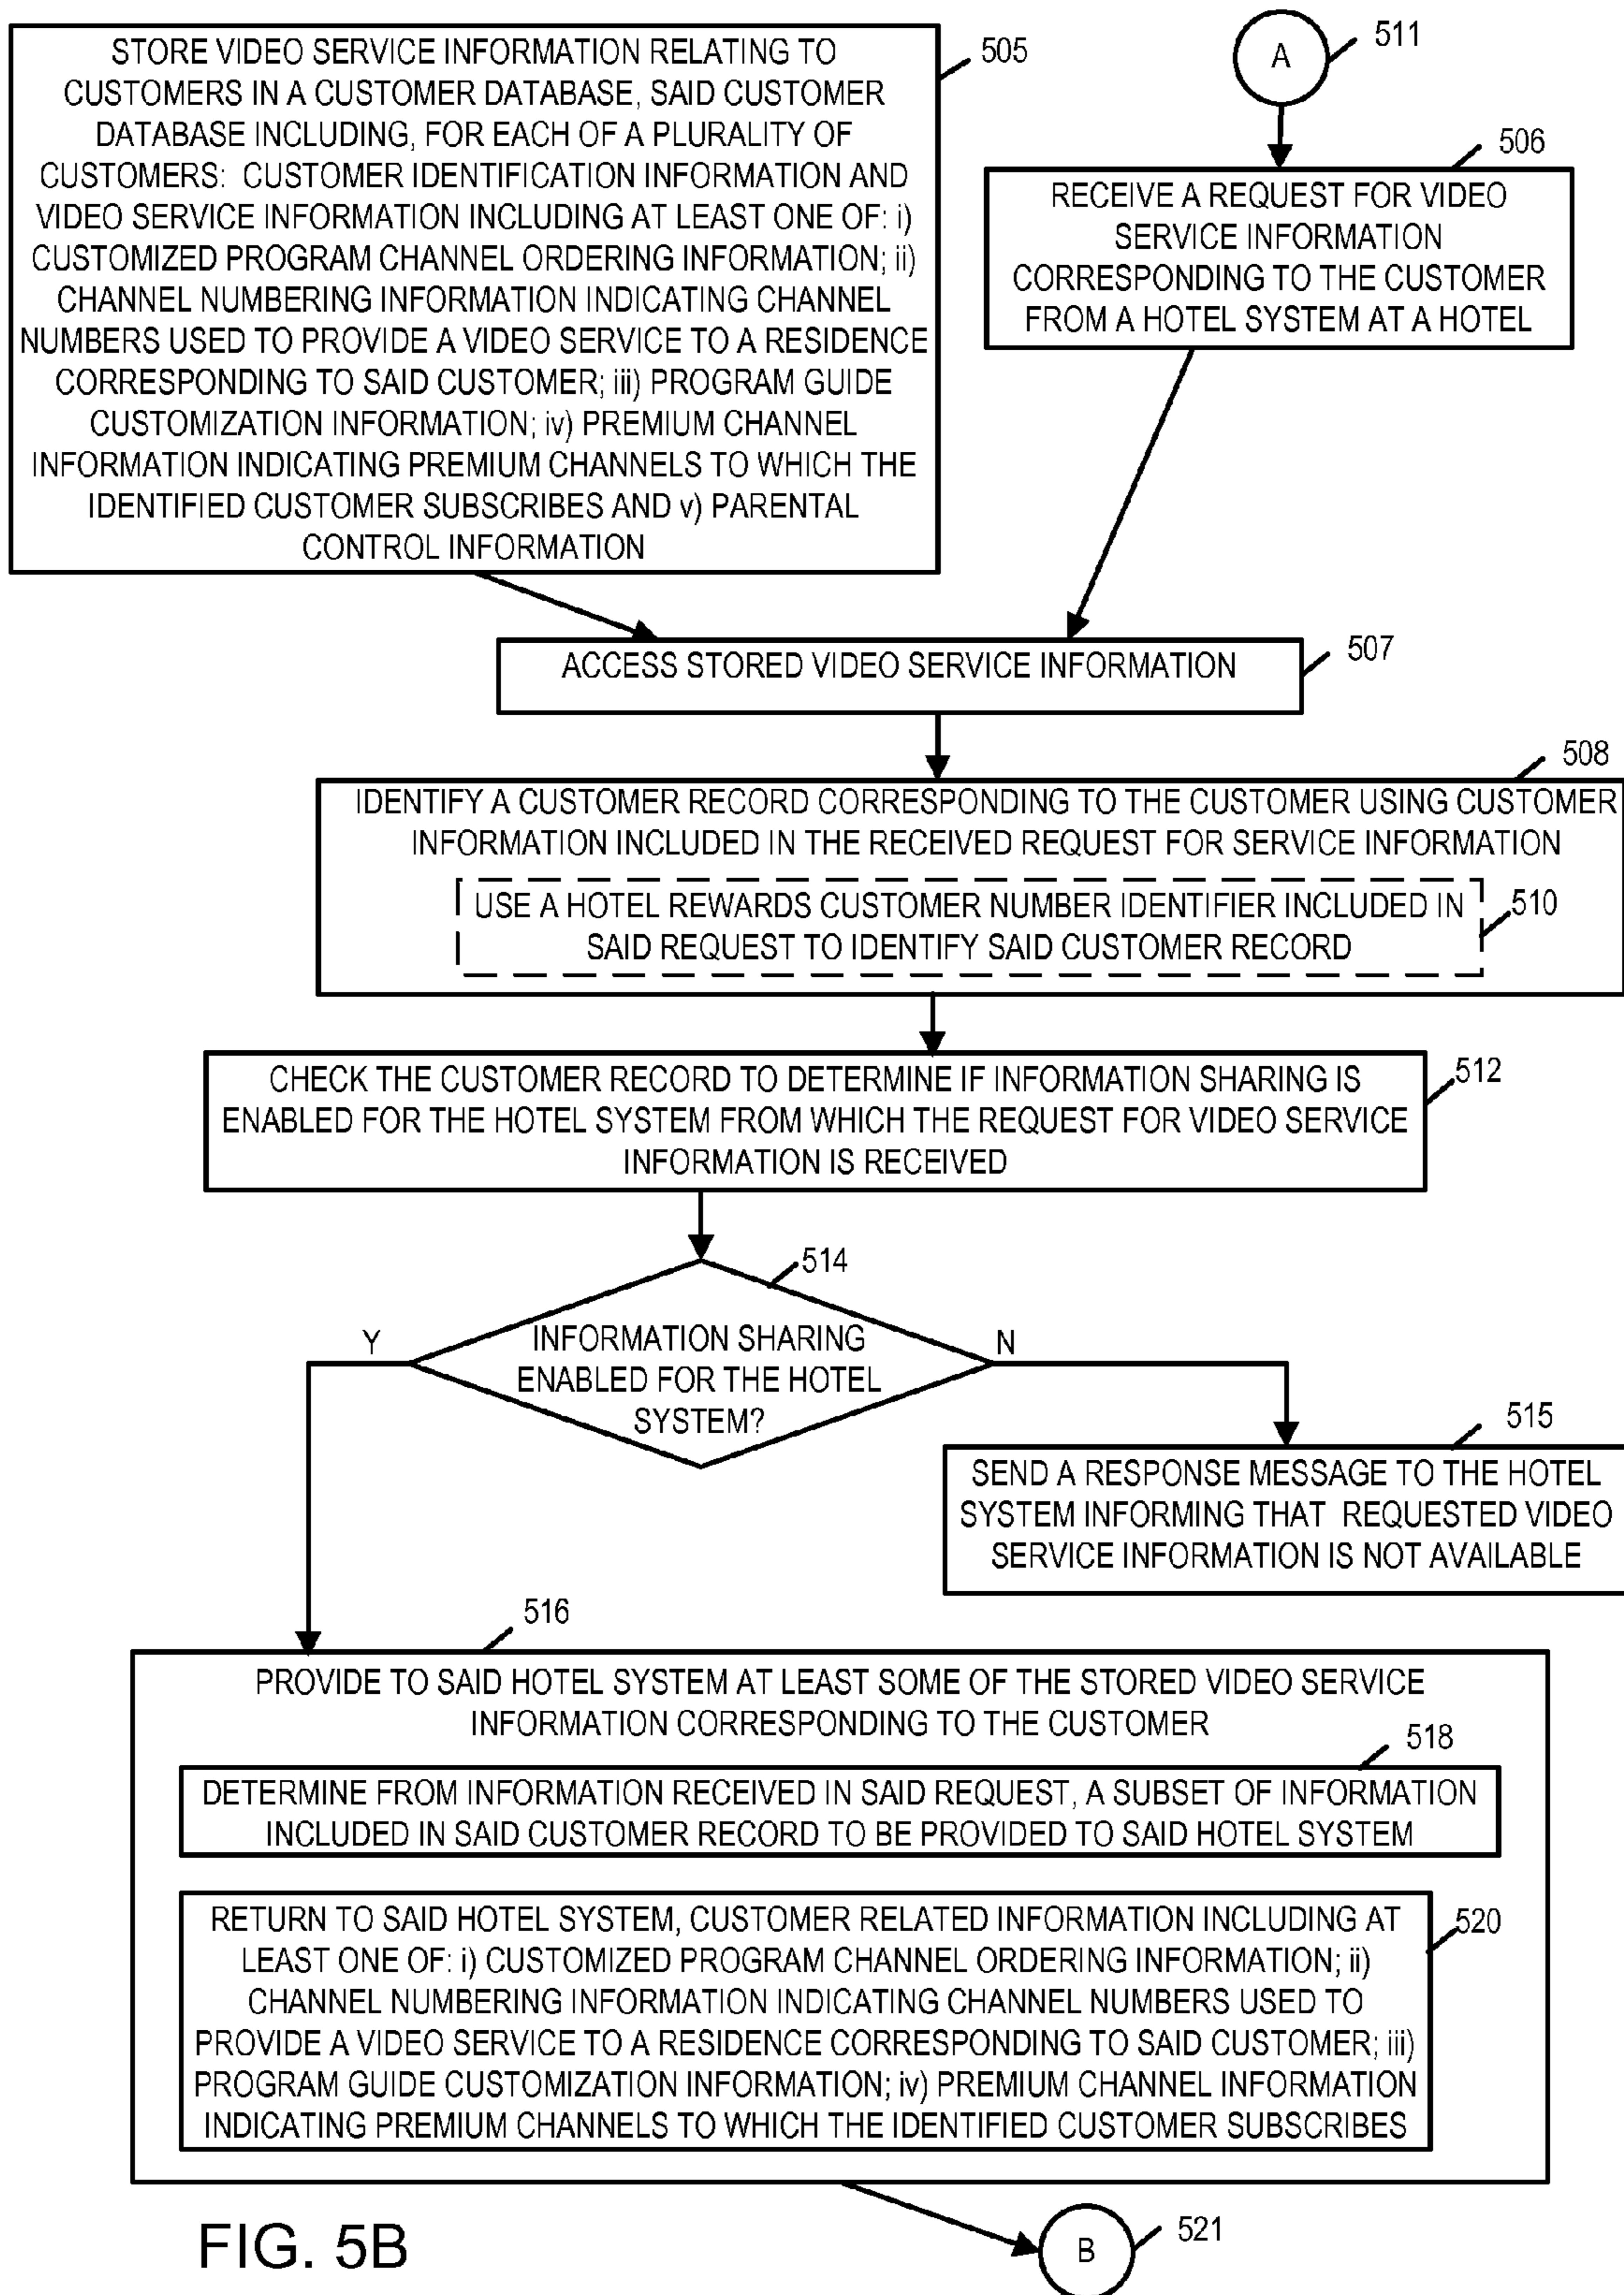 STORE VIDEO SERVICE INFORMATION RELATING TO
CUSTOMERS IN A CUSTOMER DATABASE, SAID CUSTOMER
DATABASE INCLUDING, FOR EACH OF A PLURALITY OF
CUSTOMERS: CUSTOMER IDENTIFICATION INFORMATION AND
VIDEO SERVICE INFORMATION INCLUDING AT LEAST ONE OF: i)
CUSTOMIZED PROGRAM CHANNEL ORDERING INFORMATION; ii)
CHANNEL NUMBERING INFORMATION INDICATING CHANNEL
NUMBERS USED TO PROVIDE A VIDEO SERVICE TO A RESIDENCE
CORRESPONDING TO SAID CUSTOMER; iii) PROGRAM GUIDE
CUSTOMIZATION INFORMATION; iv) PREMIUM CHANNEL
INFORMATION INDICATING PREMIUM CHANNELS TO WHICH THE
IDENTIFIED CUSTOMER SUBSCRIBES AND v) PARENTAL
CONTROL INFORMATION
505
A
511
506
RECEIVE A REQUEST FOR VIDEO
SERVICE INFORMATION
CORRESPONDING TO THE CUSTOMER
FROM A HOTEL SYSTEM AT A HOTEL
ACCESS STORED VIDEO SERVICE INFORMATION
507
508
IDENTIFY A CUSTOMER RECORD CORRESPONDING TO THE CUSTOMER USING CUSTOMER
INFORMATION INCLUDED IN THE RECEIVED REQUEST FOR SERVICE INFORMATION
USE A HOTEL REWARDS CUSTOMER NUMBER IDENTIFIER INCLUDED IN
SAID REQUEST TO IDENTIFY SAID CUSTOMER RECORD
510
CHECK THE CUSTOMER RECORD TO DETERMINE IF INFORMATION SHARING IS
ENABLED FOR THE HOTEL SYSTEM FROM WHICH THE REQUEST FOR VIDEO SERVICE
INFORMATION IS RECEIVED
512
514
Y
INFORMATION SHARING
ENABLED FOR THE HOTEL
SYSTEM?
N
515
SEND A RESPONSE MESSAGE TO THE HOTEL
SYSTEM INFORMING THAT REQUESTED VIDEO
SERVICE INFORMATION IS NOT AVAILABLE
516
PROVIDE TO SAID HOTEL SYSTEM AT LEAST SOME OF THE STORED VIDEO SERVICE
INFORMATION CORRESPONDING TO THE CUSTOMER
518
DETERMINE FROM INFORMATION RECEIVED IN SAID REQUEST, A SUBSET OF INFORMATION
INCLUDED IN SAID CUSTOMER RECORD TO BE PROVIDED TO SAID HOTEL SYSTEM
RETURN TO SAID HOTEL SYSTEM, CUSTOMER RELATED INFORMATION INCLUDING AT
LEAST ONE OF: i) CUSTOMIZED PROGRAM CHANNEL ORDERING INFORMATION; ii)
CHANNEL NUMBERING INFORMATION INDICATING CHANNEL NUMBERS USED TO
PROVIDE A VIDEO SERVICE TO A RESIDENCE CORRESPONDING TO SAID CUSTOMER; iii)
PROGRAM GUIDE CUSTOMIZATION INFORMATION; iv) PREMIUM CHANNEL INFORMATION
INDICATING PREMIUM CHANNELS TO WHICH THE IDENTIFIED CUSTOMER SUBSCRIBES
520
FIG. 5B
B
521